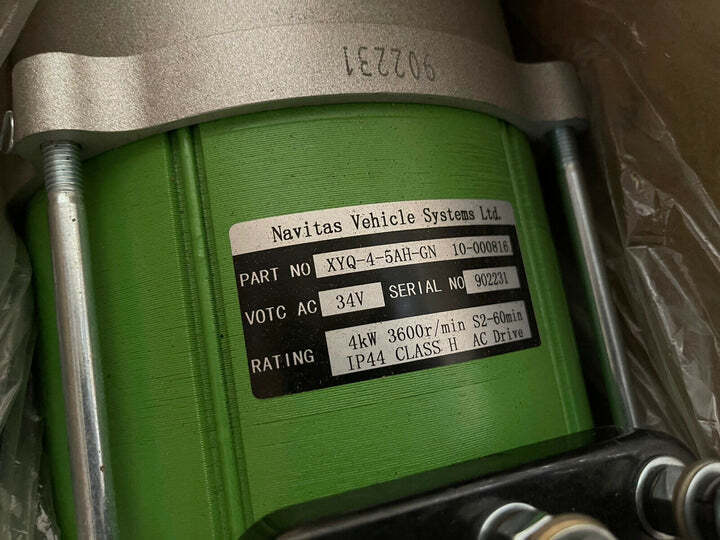 902231
Navitas Vehicle Systems Ltd.
PART NO XYQ-4-5AH-GN 10-000816
VOTC AC 34V SERIAL NO 902231
RATING 4kW 3600r/min S2-60min
IP44 CLASS H AC Drive